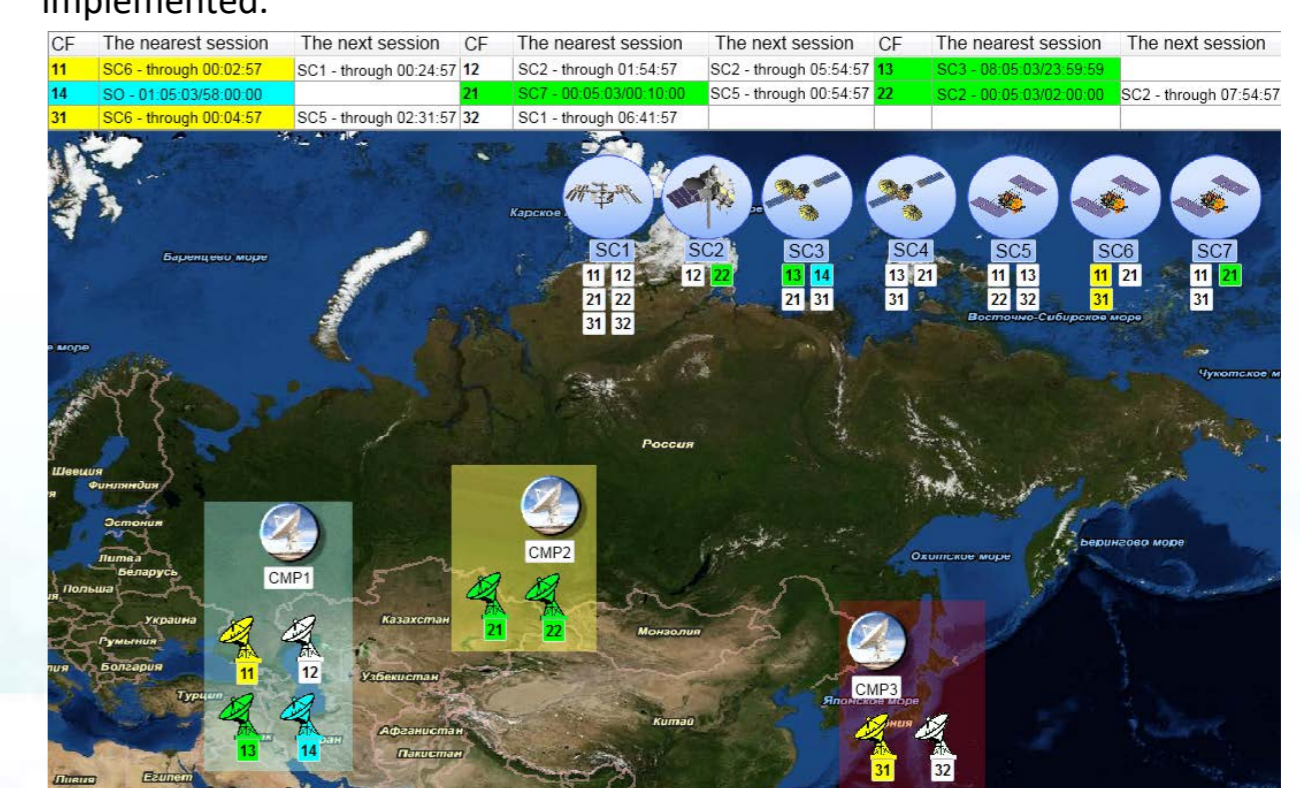 implemented.
CF The nearest session The next session CF The nearest session The next session CF The nearest session The next session
11 SC6 - through 00:02:57 SC1 - through 00:24:57 12 SC2 - through 01:54:57 SC2 - through 05:54:57 13 SC3 - 08:05:03/23:59:59
14 SO - 01:05:03/58:00:00 21 SC7 - 00:05:03/00:10:00 SC5 - through 00:54:57 22 SC2 - 00:05:03/02:00:00 SC2 - through 07:54:57
31 SC6 - through 00:04:57 SC5 - through 02:31:57 32 SC1 - through 06:41:57
Карское
Баренцево море
SC1 SC2 SC3 SC4 SC5 SC6 SC7
11 12 12 22 13 14 13 21 11 13 11 21 11 21
21 22 21 31 31 22 32 31 31
31 32
Восточно-Сибирское море
море
Чукотское м
Россия
Швеция
Финляндия
Эстония
CMP2
Литва
Берингово море
Охотское море
Беларусь
CMP1
Польша
Украина
Казахстан
21 22
Монголия
Румыния
Болгария
11 12
Узбекистан
CMP3
Турция
Японское море
Китай
Афганистан
13 14
Пакистан
31 32
Ливия Египет